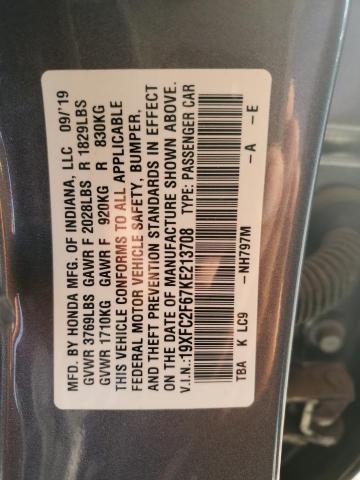 MFD. BY HONDA MFG. OF INDIANA, LLC 09/'19
GVWR 3769LBS GAWR F 2028LBS R 1829LBS
GVWR 1710KG GAWR F 920KG R 830KG
THIS VEHICLE CONFORMS TO ALL APPLICABLE
FEDERAL MOTOR VEHICLE SAFETY, BUMPER,
AND THEFT PREVENTION STANDARDS IN EFFECT
ON THE DATE OF MANUFACTURE SHOWN ABOVE.
V.I.N.:19XFC2F67KE213708 TYPE: PASSENGER CAR
TBA K LC9 -NH797M -A -E